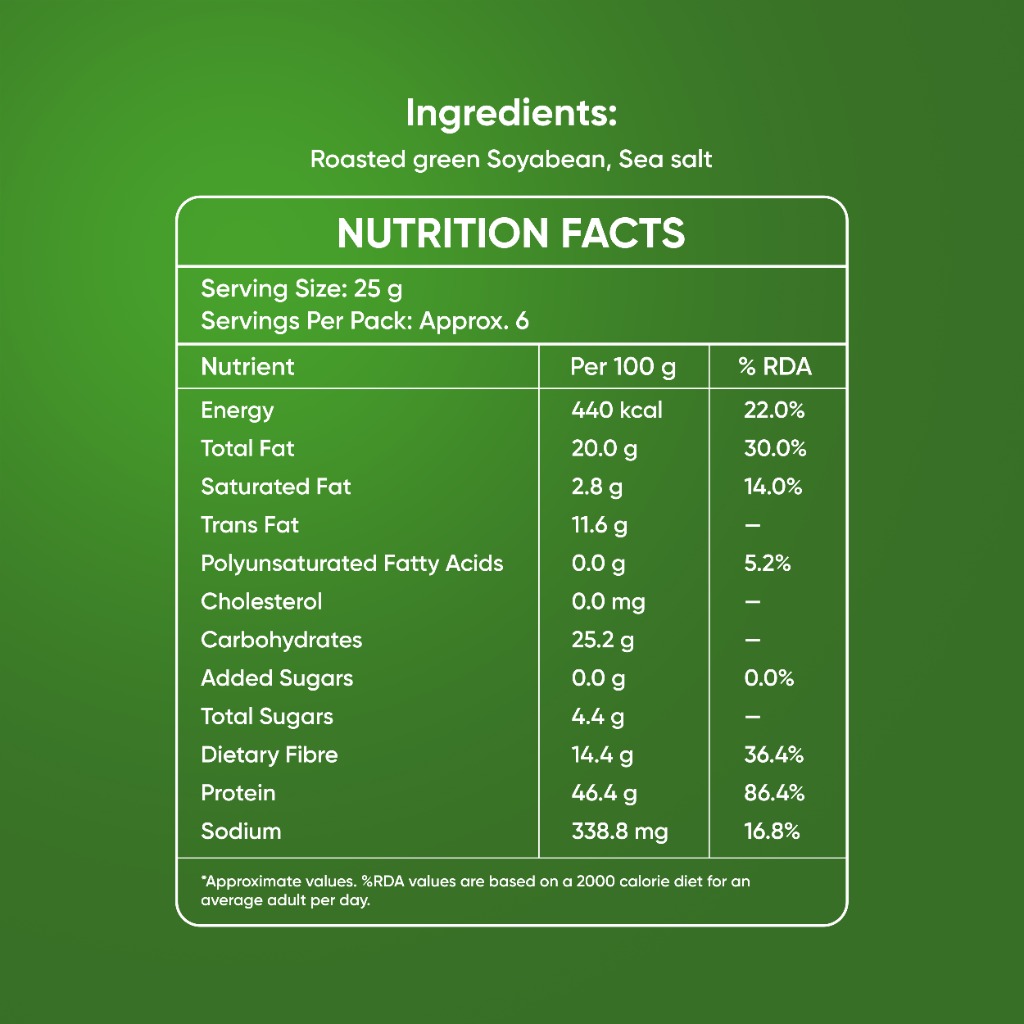 Ingredients:
Roasted green Soyabean, Sea salt
NUTRITION FACTS
Serving Size: 25 g
Servings Per Pack: Approx. 6
Nutrient Per 100 g % RDA
Energy 440 kcal 22.0%
Total Fat 20.0 g 30.0%
Saturated Fat 2.8 g 14.0%
Trans Fat 11.6 g –
Polyunsaturated Fatty Acids 0.0 g 5.2%
Cholesterol 0.0 mg –
Carbohydrates 25.2 g –
Added Sugars 0.0 g 0.0%
Total Sugars 4.4 g –
Dietary Fibre 14.4 g 36.4%
Protein 46.4 g 86.4%
Sodium 338.8 mg 16.8%
*Approximate values. %RDA values are based on a 2000 calorie diet for an
average adult per day.